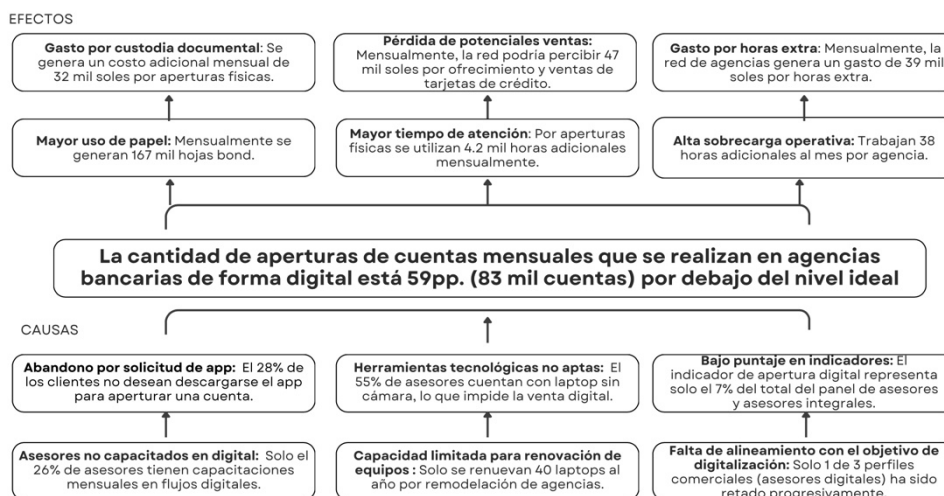 EFECTOS
Gasto por custodia documental: Se
genera un costo adicional mensual de
32 mil soles por aperturas físicas.
Pérdida de potenciales ventas:
Mensualmente, la red podría percibir 47
mil soles por ofrecimiento y ventas de
tarjetas de crédito.
Gasto por horas extra: Mensualmente, la
red de agencias genera un gasto de 39 mil
soles por horas extra.
Mayor uso de papel: Mensualmente se
generan 167 mil hojas bond.
Mayor tiempo de atención: Por aperturas
físicas se utilizan 4.2 mil horas adicionales
mensualmente.
Alta sobrecarga operativa: Trabajan 38
horas adicionales al mes por agencia.
La cantidad de aperturas de cuentas mensuales que se realizan en agencias
bancarias de forma digital está 59pp. (83 mil cuentas) por debajo del nivel ideal
CAUSAS
Abandono por solicitud de app: El 28% de
los clientes no desean descargarse el app
para aperturar una cuenta.
Herramientas tecnológicas no aptas: El
55% de asesores cuentan con laptop sin
cámara, lo que impide la venta digital.
Bajo puntaje en indicadores: El
indicador de apertura digital representa
solo el 7% del total del panel de asesores
y asesores integrales.
Asesores no capacitados en digital: Solo el
26% de asesores tienen capacitaciones
mensuales en flujos digitales.
Capacidad limitada para renovación de
equipos : Solo se renuevan 40 laptops al
año por remodelación de agencias.
Falta de alineamiento con el objetivo de
digitalización: Solo 1 de 3 perfiles
comerciales (asesores digitales) ha sido
retado progresivamente.